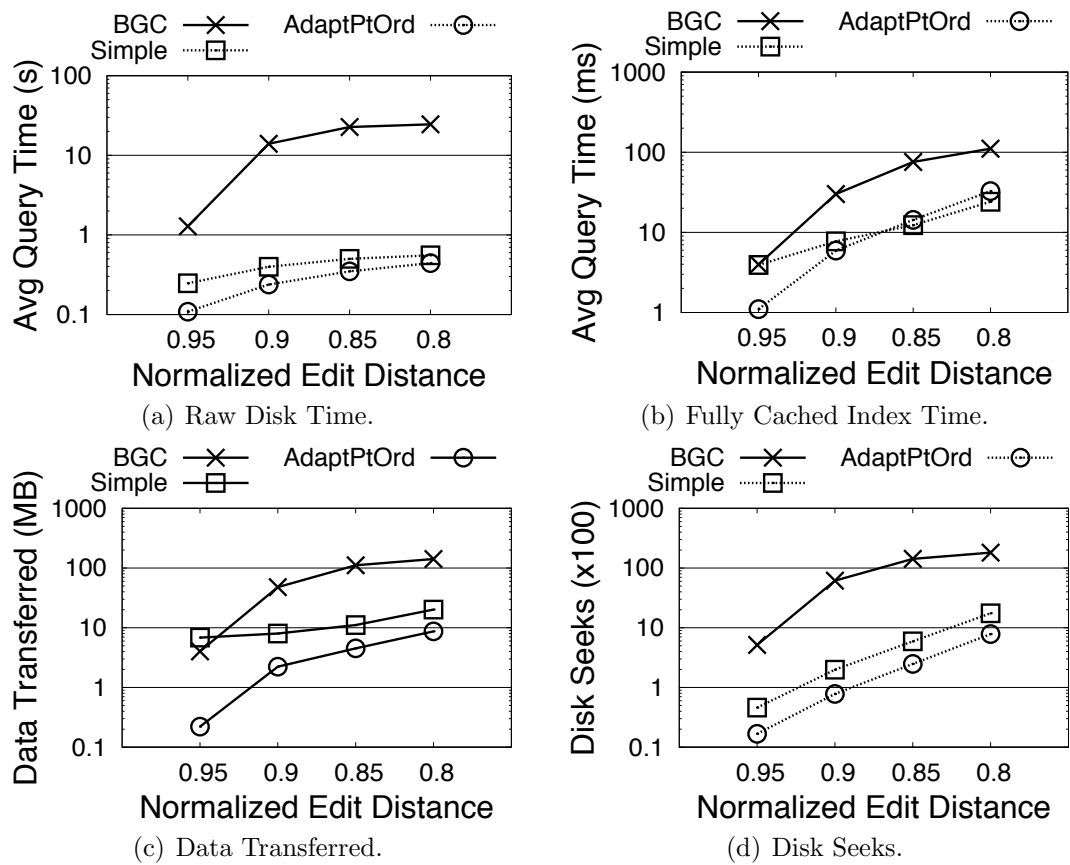 BGC AdaptPtOrd
Simple
Avg Query Time (s)
100
10
1
0.1
0.95 0.9 0.85 0.8
Normalized Edit Distance
(a) Raw Disk Time.
BGC AdaptPtOrd
Simple
Avg Query Time (ms)
1000
100
10
1
0.95 0.9 0.85 0.8
Normalized Edit Distance
(b) Fully Cached Index Time.
BGC AdaptPtOrd
Simple
Data Transferred (MB)
1000
100
10
1
0.1
0.95 0.9 0.85 0.8
Normalized Edit Distance
(c) Data Transferred.
BGC AdaptPtOrd
Simple
Disk Seeks (x100)
1000
100
10
1
0.1
0.95 0.9 0.85 0.8
Normalized Edit Distance
(d) Disk Seeks.